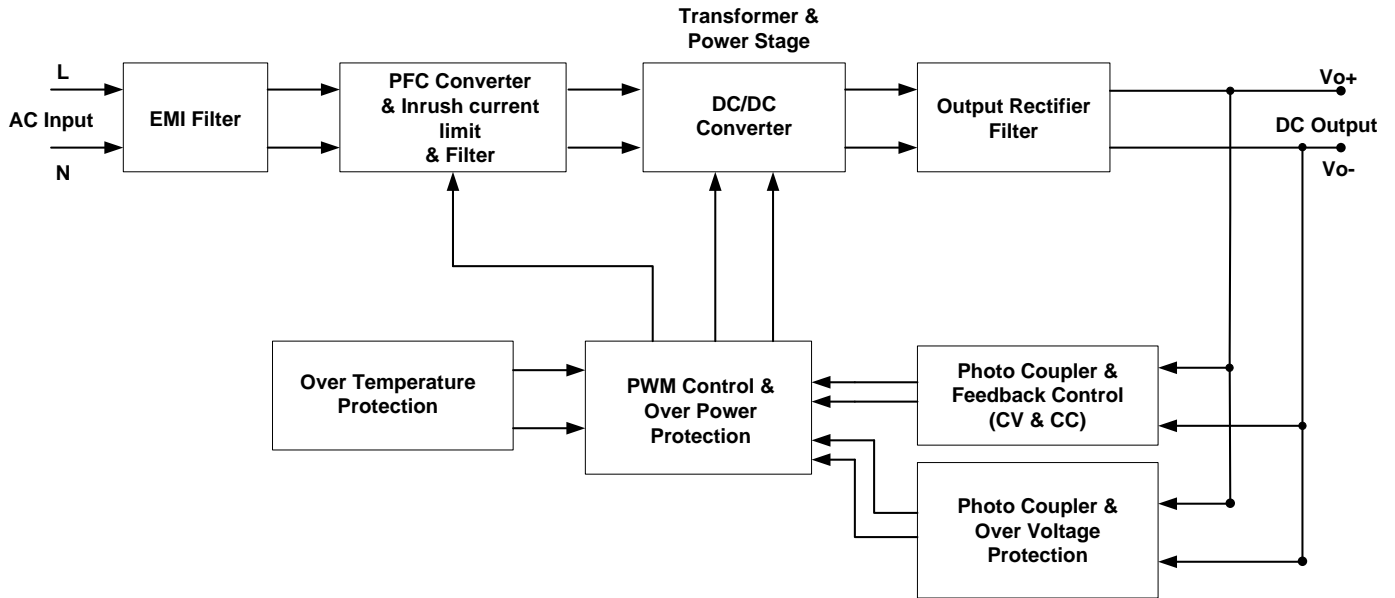 Transformer &
Power Stage
L
AC Input
N
EMI Filter
PFC Converter
& Inrush current
limit
& Filter
DC/DC
Converter
Output Rectifier
Filter
Vo+
DC Output
Vo-
Over Temperature
Protection
PWM Control &
Over Power
Protection
Photo Coupler &
Feedback Control
(CV & CC)
Photo Coupler &
Over Voltage
Protection